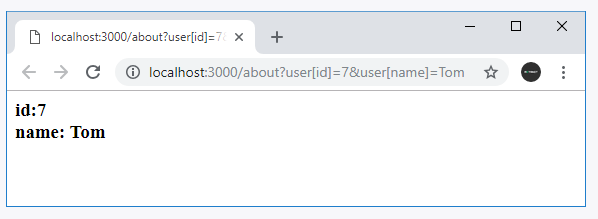 localhost:3000/about?user[id]=7&
localhost:3000/about?user[id]=7&user[name]=Tom
id:7
name: Tom